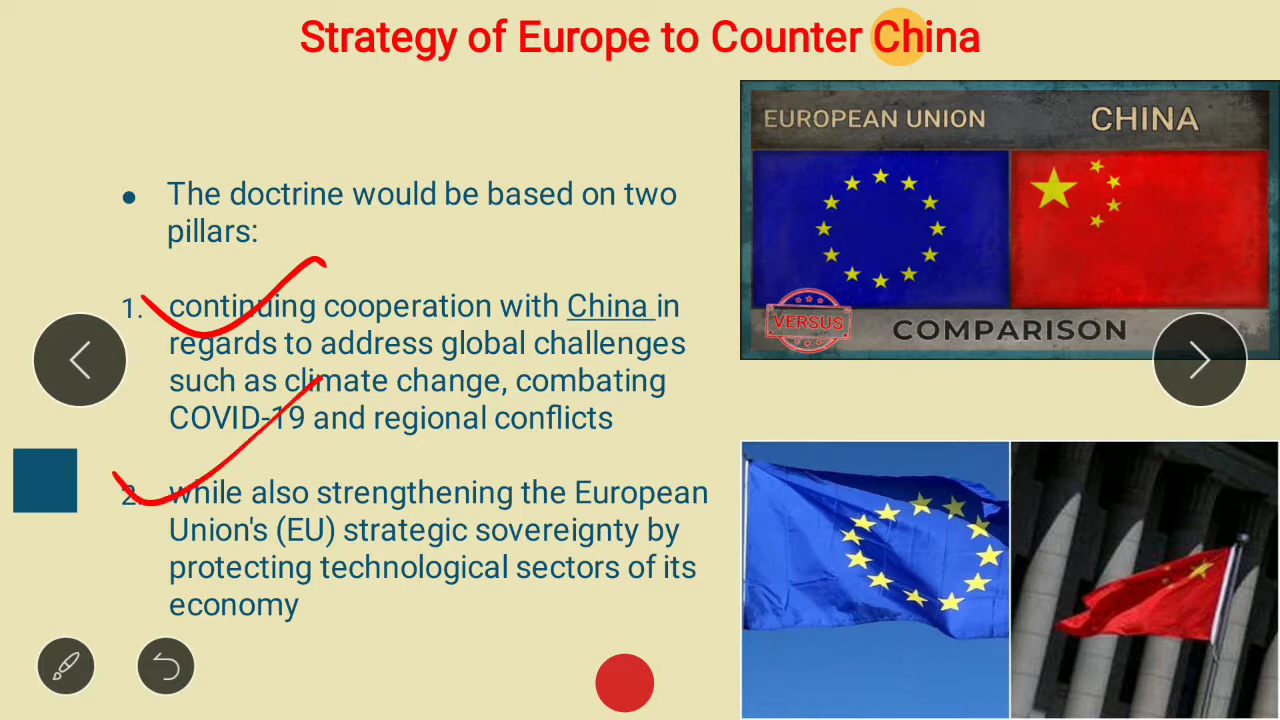 Strategy of Europe to Counter China
EUROPEAN UNION CHINA
VERSUS
COMPARISON
• The doctrine would be based on two
pillars:
1. continuing cooperation with China in
regards to address global challenges
such as climate change, combating
COVID-19 and regional conflicts
2. while also strengthening the European
Union's (EU) strategic sovereignty by
protecting technological sectors of its
economy